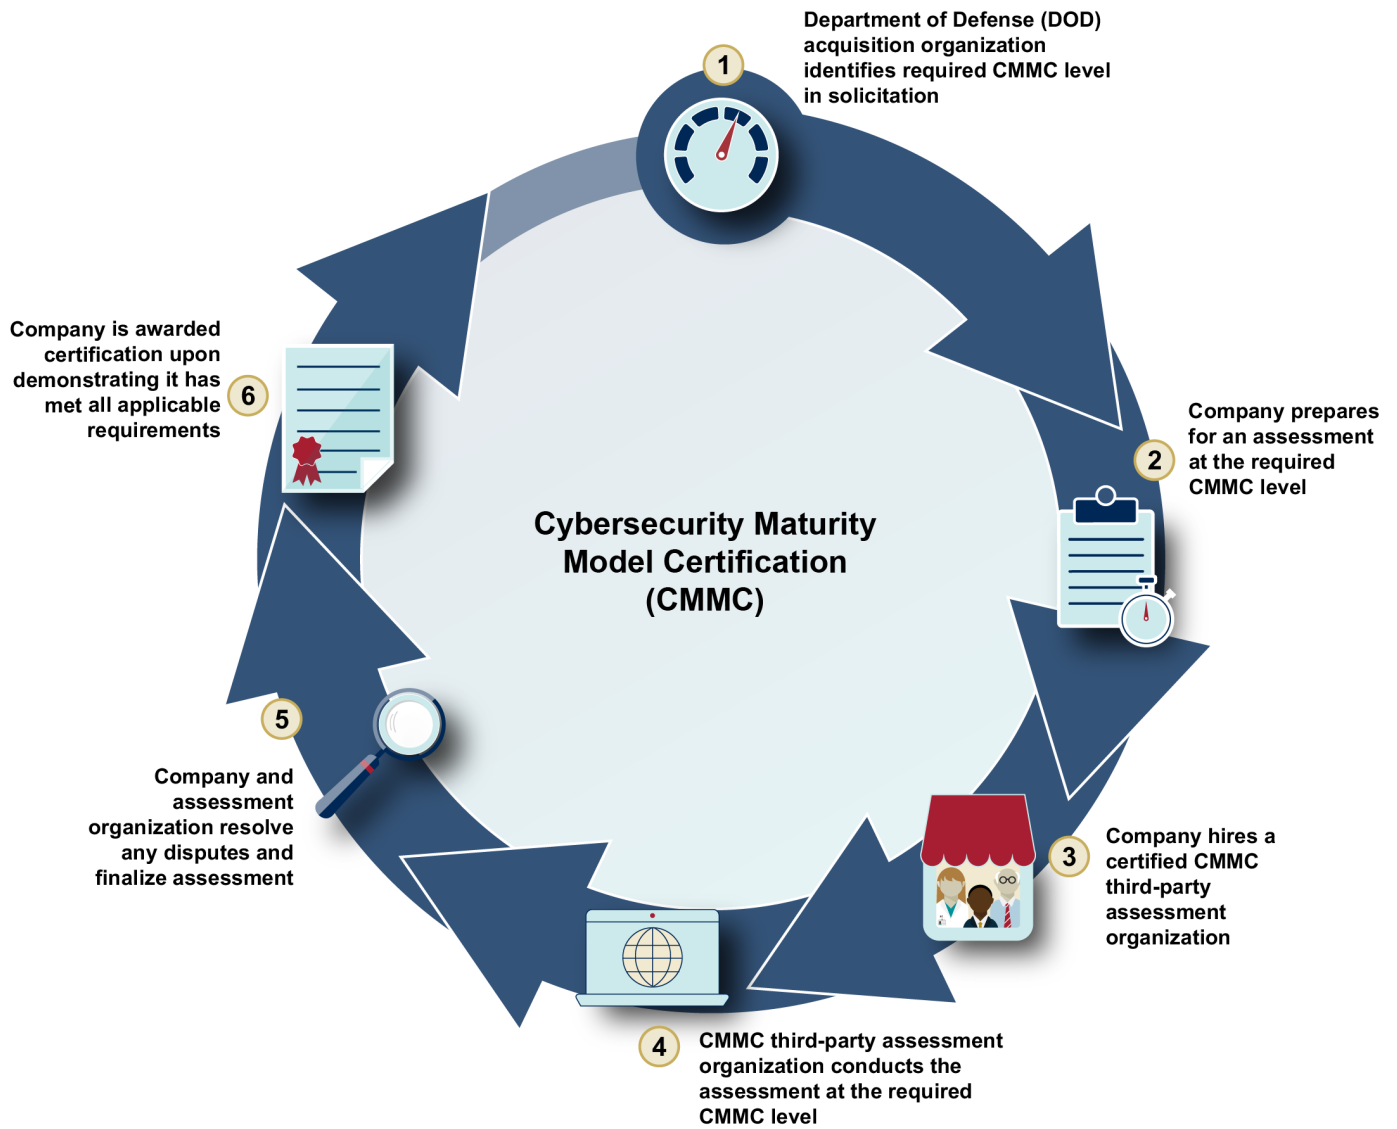 1
Department of Defense (DOD)
acquisition organization
identifies required CMMC level
in solicitation
2
Company prepares
for an assessment
at the required
CMMC level
3
Company hires a
certified CMMC
third-party
assessment
organization
4
CMMC third-party assessment
organization conducts the
assessment at the required
CMMC level
5
Company and
assessment
organization resolve
any disputes and
finalize assessment
6
Company is awarded
certification upon
demonstrating it has
met all applicable
requirements
Cybersecurity Maturity
Model Certification
(CMMC)